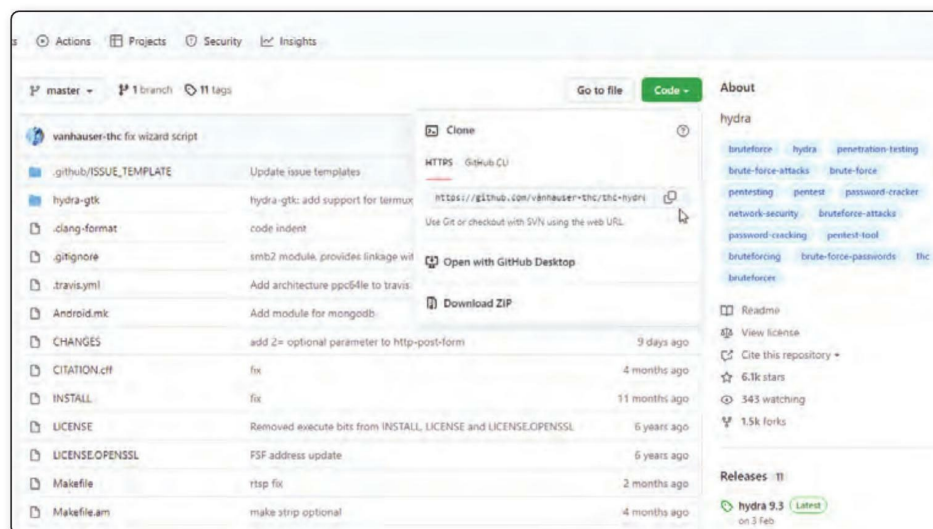 s Actions Projects Security Insights
master 1 branch 11 tags Go to file Code
vanhauser-thc fix wizard script
.github/ISSUE_TEMPLATE Update issue templates
hydra-gtk hydra-gtk: add support for termux
.clang-format code indent
.gitignore smb2 module, provides linkage wit
.travis.yml Add architecture ppc64le to travis
Android.mk Add module for mongodb
CHANGES add 2= optional parameter to http-post-form 9 days ago
CITATION.cff fix 4 months ago
INSTALL fix 11 months ago
LICENSE Removed execute bits from INSTALL, LICENSE and LICENSE.OPENSSL 6 years ago
LICENSE.OPENSSL FSF address update 6 years ago
Makefile rtsp fix 2 months ago
Makefile.am make strip optional 4 months ago
Clone
HTTPS GitHub CLI
https://github.com/vanhauser-thc/thc-hydr
Use Git or checkout with SVN using the web URL.
Open with GitHub Desktop
Download ZIP
About
hydra
bruteforce hydra penetration-testing
brute-force-attacks brute-force
pentesting pentest password-cracker
network-security bruteforce-attacks
password-cracking pentest-tool
bruteforcing brute-force-passwords thc
bruteforcer
Readme
View license
Cite this repository
6.1k stars
343 watching
1.5k forks
Releases 11
hydra 9.3 Latest
on 3 Feb